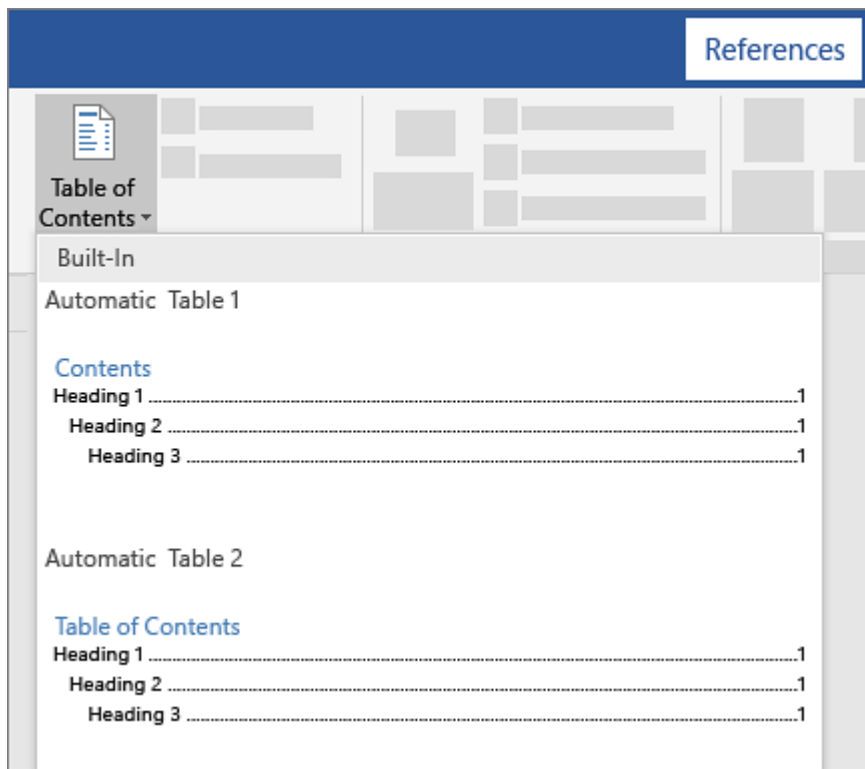 References
Table of
Contents
Built-In
Automatic Table 1
Contents
Heading 1 ........................................ 1
Heading 2 ........................................ 1
Heading 3 ........................................ 1
Automatic Table 2
Table of Contents
Heading 1 ........................................ 1
Heading 2 ........................................ 1
Heading 3 ........................................ 1